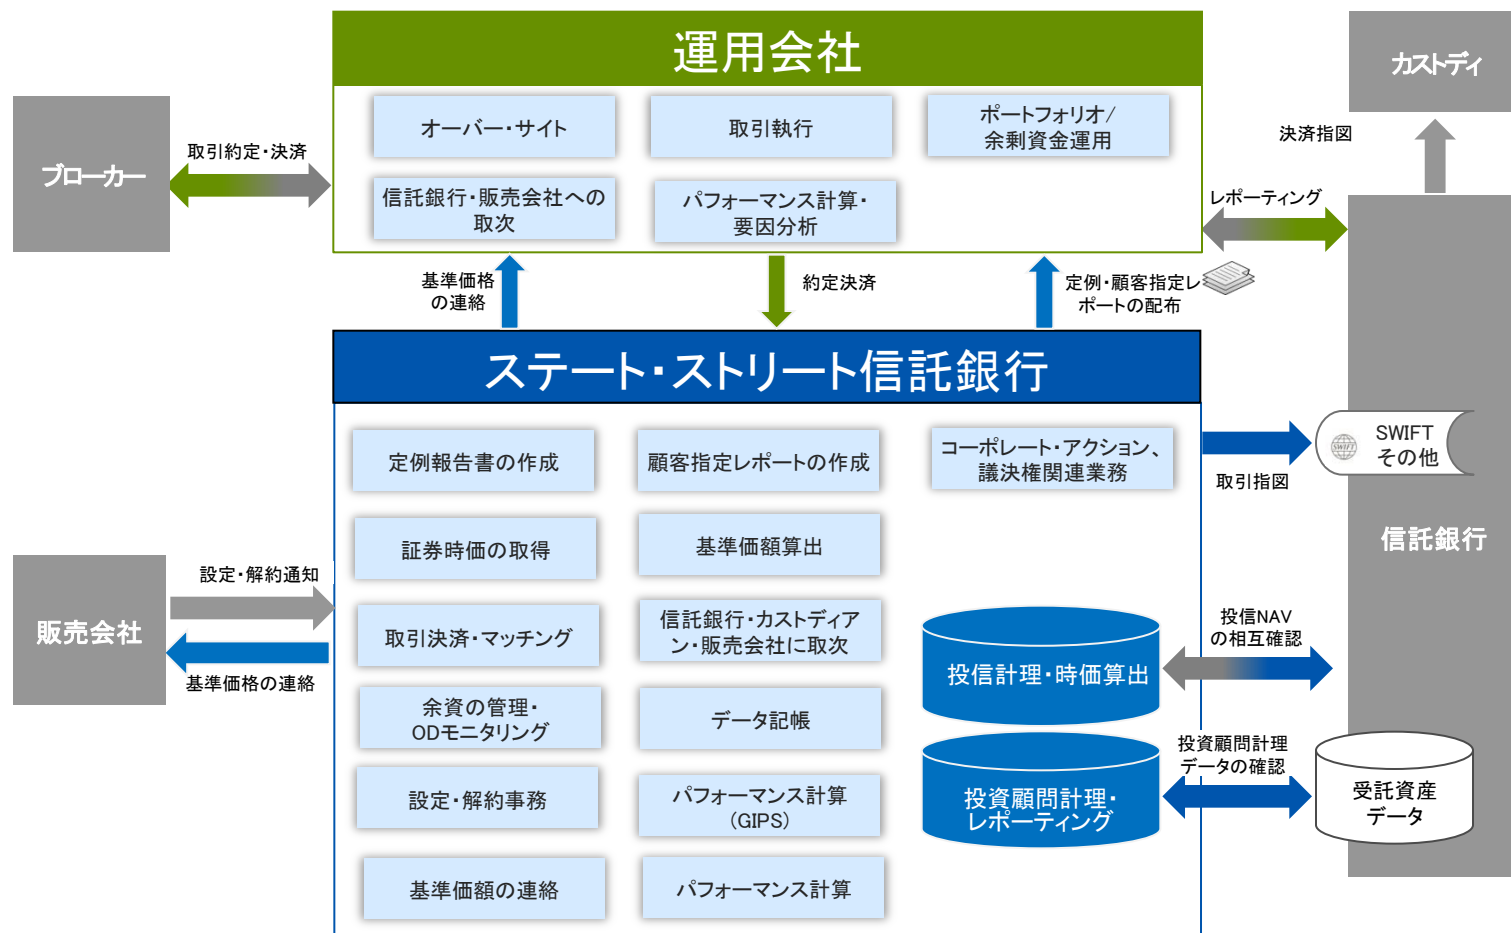 運用会社
カストディ
ブローカー
取引約定・決済
オーバー・サイト
取引執行
ポートフォリオ/
余剰資金運用
決済指図
信託銀行・販売会社への
取次
パフォーマンス計算・
要因分析
レポーティング
基準価格
の連絡
約定決済
定例・顧客指定レ
ポートの配布
ステート・ストリート信託銀行
定例報告書の作成
顧客指定レポートの作成
コーポレート・アクション、
議決権関連業務
SWIFT
その他
取引指図
証券時価の取得
基準価額算出
信託銀行
設定・解約通知
販売会社
基準価格の連絡
取引決済・マッチング
信託銀行・カストディア
ン・販売会社に取次
投信計理・時価算出
投信NAV
の相互確認
余資の管理・
ODモニタリング
データ記帳
投資顧問計理・
レポーティング
投資顧問計理
データの確認
受託資産
データ
設定・解約事務
パフォーマンス計算
(GIPS)
基準価額の連絡
パフォーマンス計算